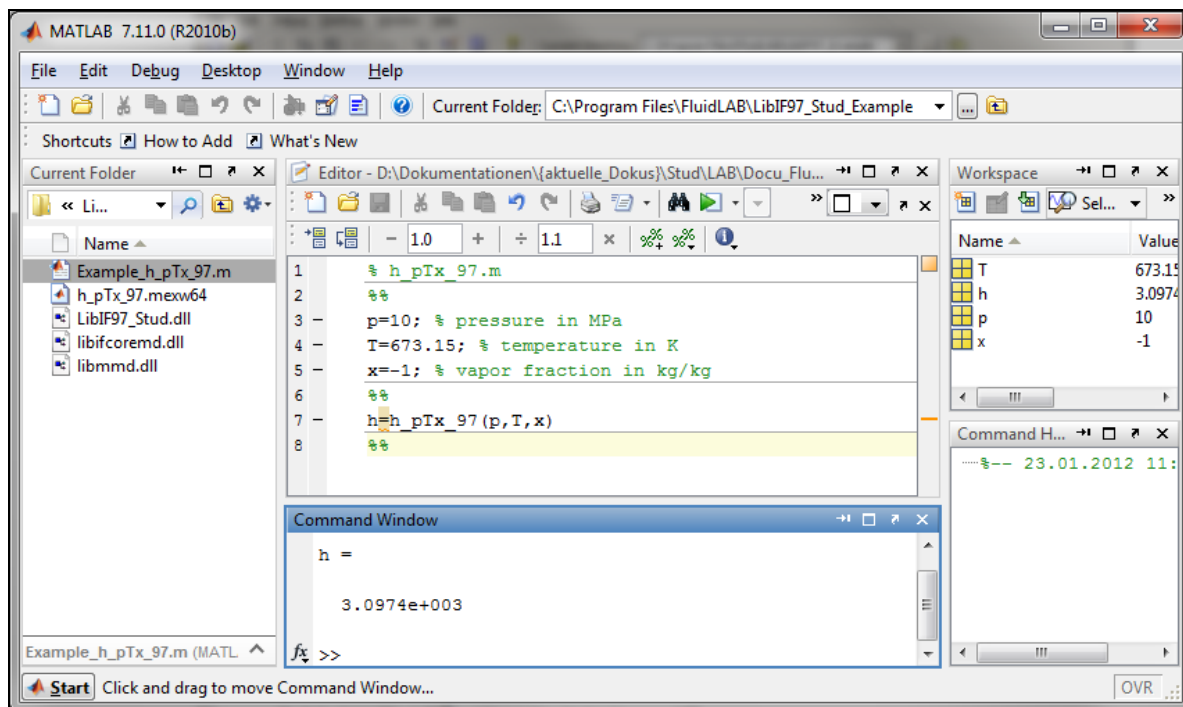 MATLAB 7.11.0 (R2010b)
File Edit Debug Desktop Window Help
Current Folder: C:\Program Files\FluidLAB\LibIF97_Stud_Example
Shortcuts How to Add What's New
Current Folder
« Li...
Name
Example_h_pTx_97.m
h_pTx_97.mexw64
LibIF97_Stud.dll
libifcoremd.dll
libmmd.dll
Example_h_pTx_97.m (MATL
Editor - D:\Dokumentationen\{aktuelle_Dokus}\Stud\LAB\Docu_Flu...
− 1.0 + ÷ 1.1 ×
1 % h_pTx_97.m
2 %%
3 − p=10; % pressure in MPa
4 − T=673.15; % temperature in K
5 − x=-1; % vapor fraction in kg/kg
6 %%
7 − h=h_pTx_97(p,T,x)
8 %%
Command Window
h =
3.0974e+003
fx >>
Workspace
Sel...
Name Value
T 673.15
h 3.0974
p 10
x -1
Command H...
%-- 23.01.2012 11:
Start Click and drag to move Command Window...
OVR